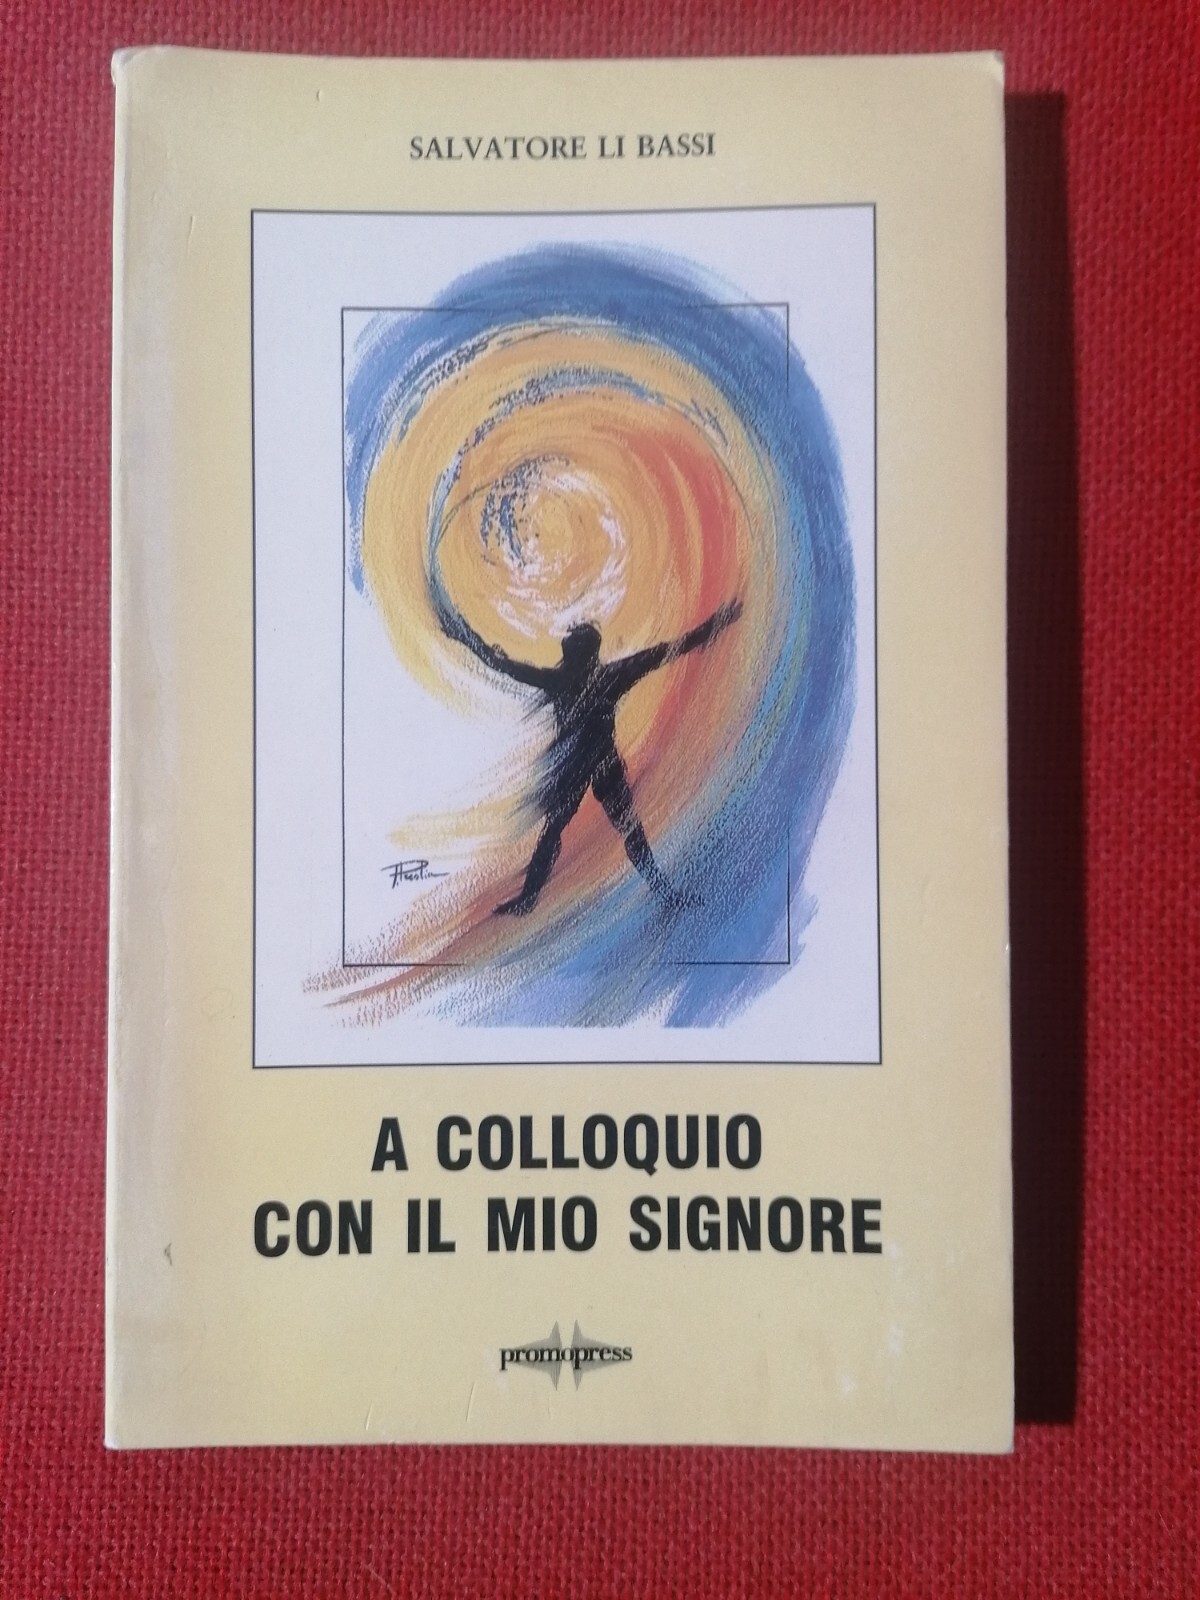 SALVATORE LI BASSI
A COLLOQUIO
CON IL MIO SIGNORE
promopress